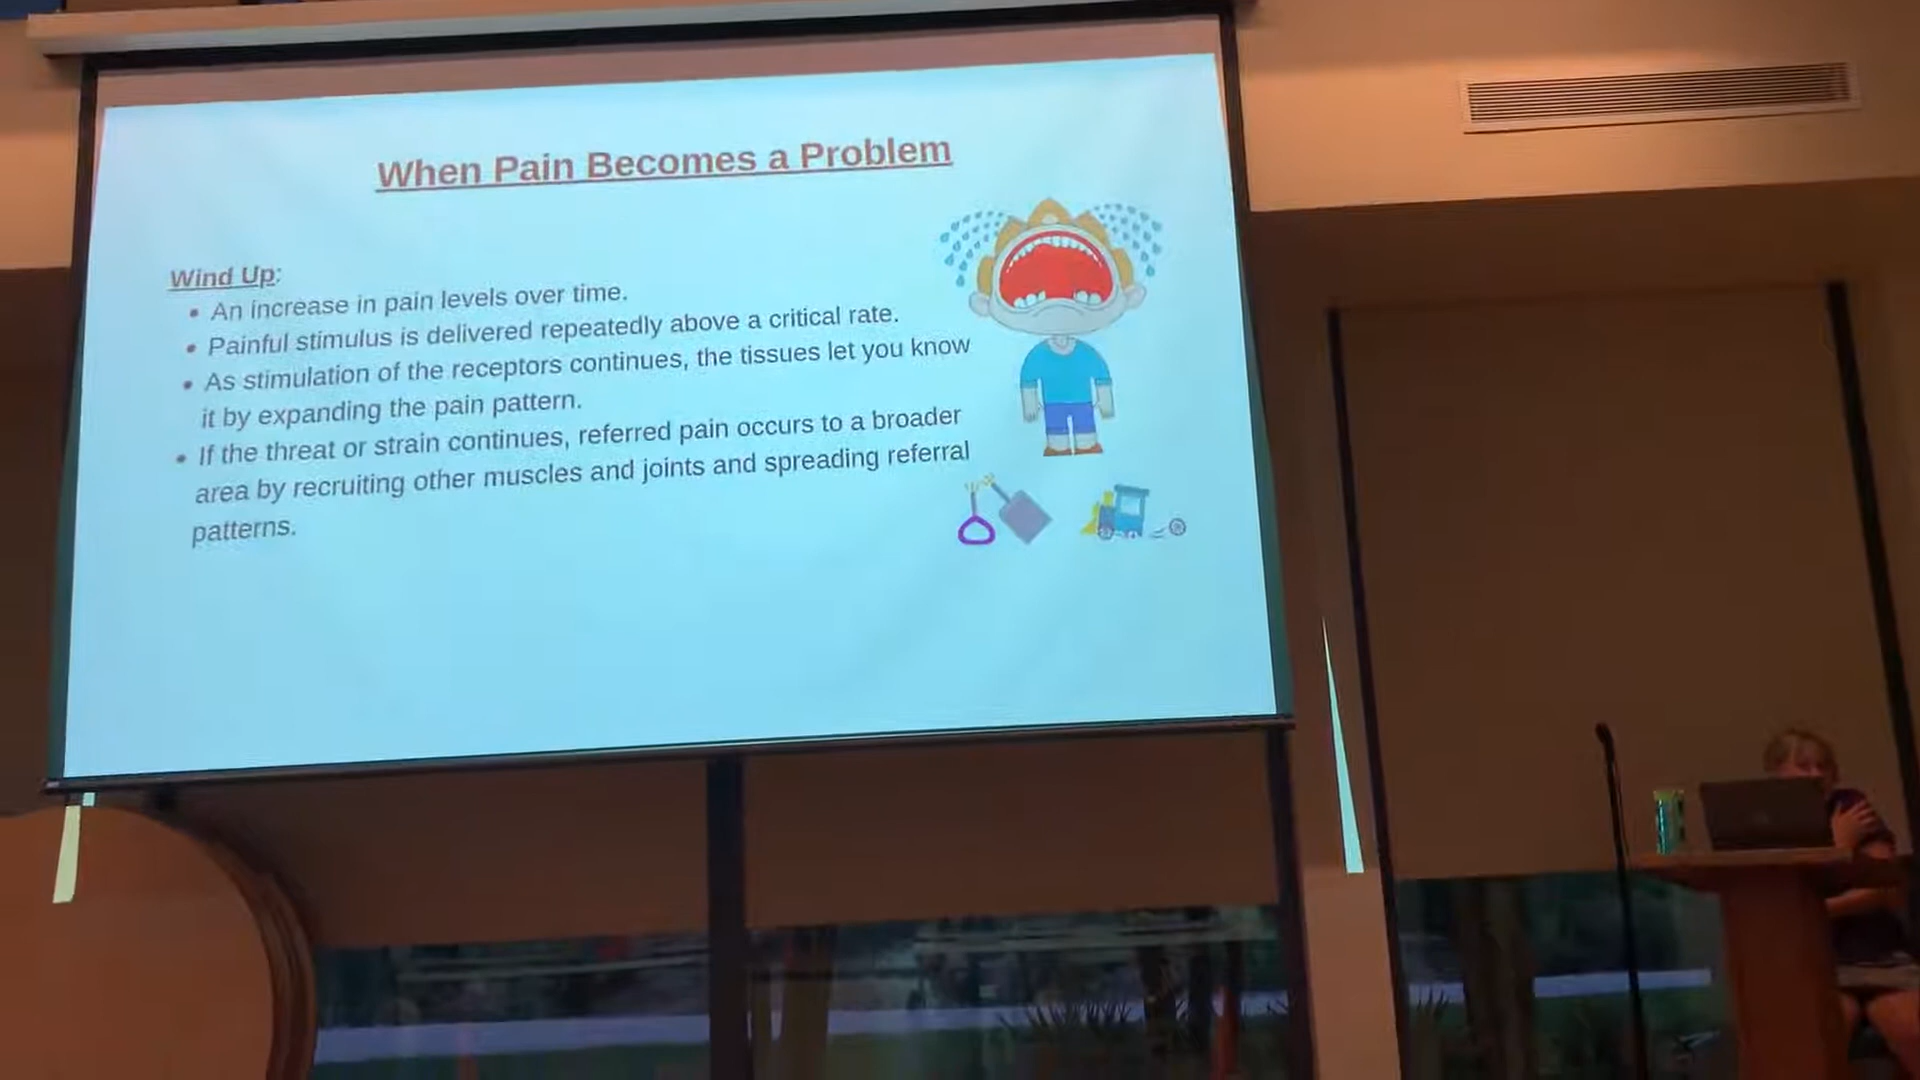 When Pain Becomes a Problem
Wind Up:
• An increase in pain levels over time.
• Painful stimulus is delivered repeatedly above a critical rate.
• As stimulation of the receptors continues, the tissues let you know
it by expanding the pain pattern.
• If the threat or strain continues, referred pain occurs to a broader
area by recruiting other muscles and joints and spreading referral
patterns.